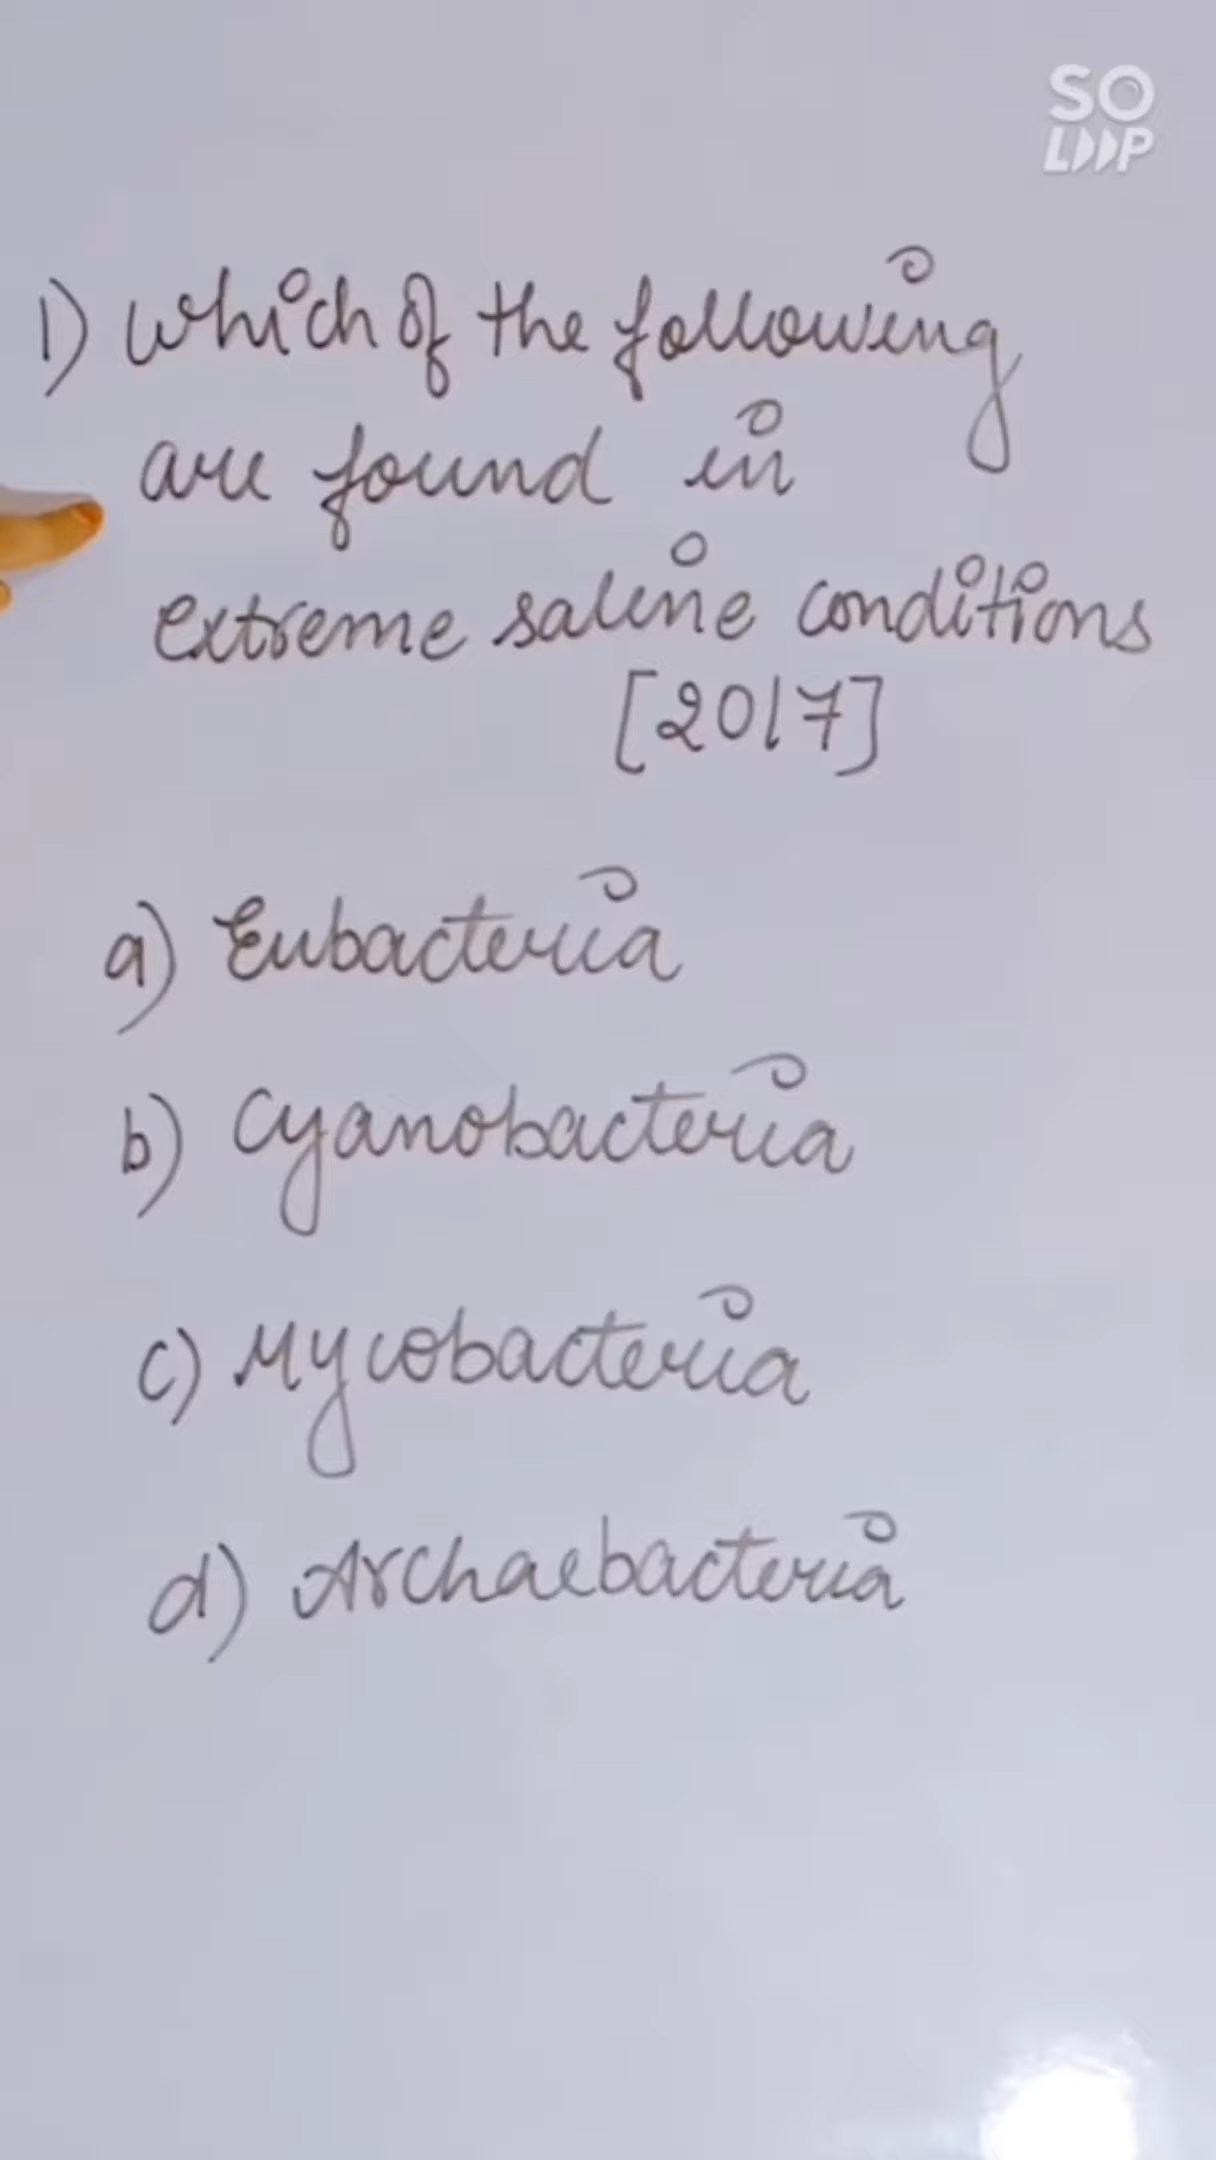 SO
LOOP
1) Which of the following
are found in
extreme saline conditions
[2017]
a) Eubacteria
b) Cyanobacteria
c) Mycobacteria
d) Archaebacteria